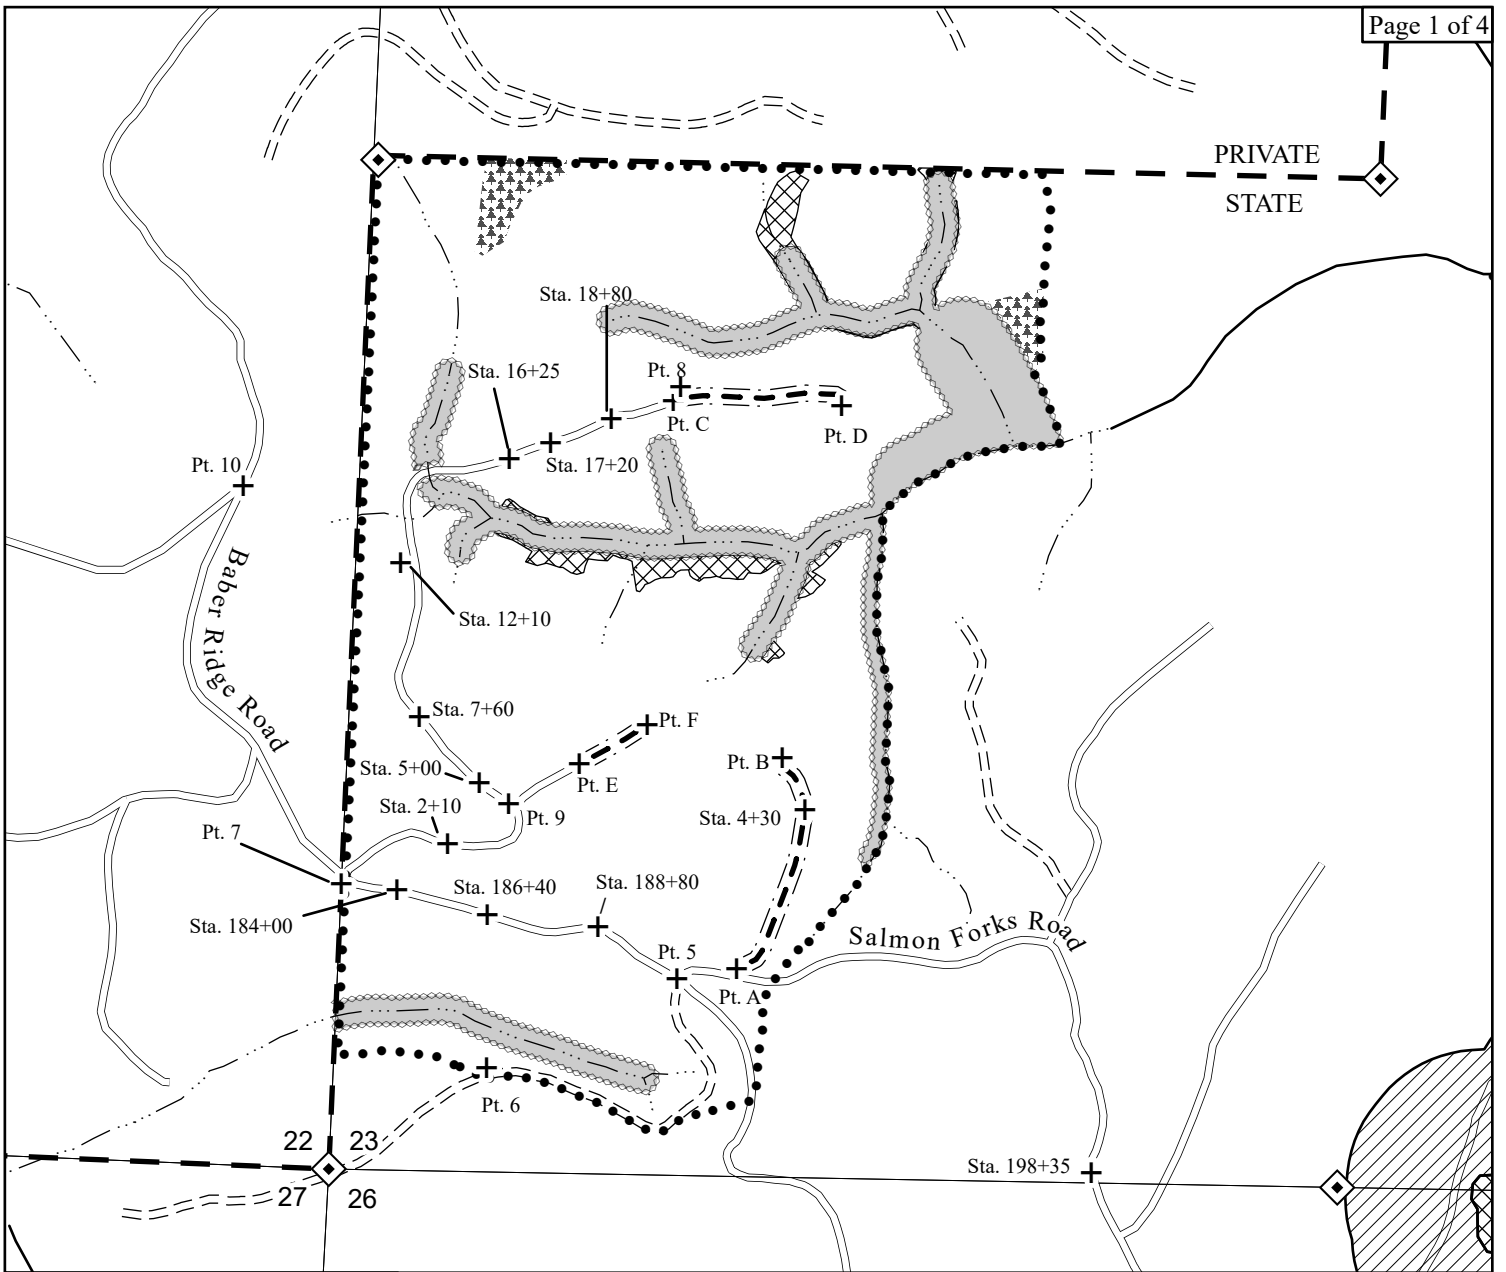 Page 1 of 4
PRIVATE
STATE
Sta. 18+80
Sta. 16+25
Pt. 8
Pt. C
Pt. D
Sta. 17+20
Pt. 10
Baber Ridge Road
Sta. 12+10
Sta. 7+60
Pt. F
Sta. 5+00
Pt. E
Pt. B
Sta. 2+10
Pt. 9
Sta. 4+30
Pt. 7
Sta. 186+40
Sta. 188+80
Sta. 184+00
Salmon Forks Road
Pt. 5
Pt. A
Pt. 6
22 23
27 26
Sta. 198+35